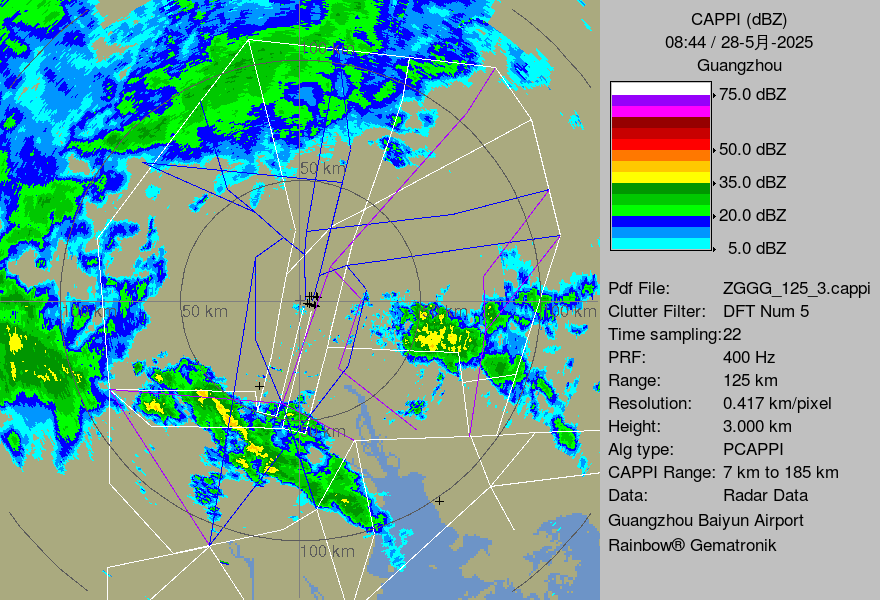 CAPPI (dBZ)
08:44 / 28-5月-2025
Guangzhou
75.0 dBZ
50.0 dBZ
35.0 dBZ
20.0 dBZ
5.0 dBZ
Pdf File: ZGGG_125_3.cappi
Clutter Filter: DFT Num 5
Time sampling:22
PRF: 400 Hz
Range: 125 km
Resolution: 0.417 km/pixel
Height: 3.000 km
Alg type: PCAPPI
CAPPI Range: 7 km to 185 km
Data: Radar Data
Guangzhou Baiyun Airport
Rainbow® Gematronik
100 km
50 km
100 km
50 km
km
100 km
km
100 km